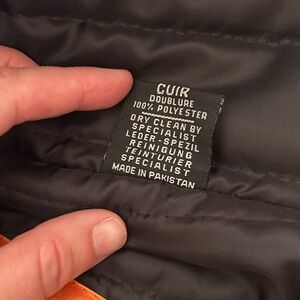 CUIR
DOUBLURE
100% POLYESTER
DRY CLEAN BY
SPECIALIST
LEDER-SPEZIL
REINIGUNG
TEINTURIER
SPECIALIST
MADE IN PAKISTAN